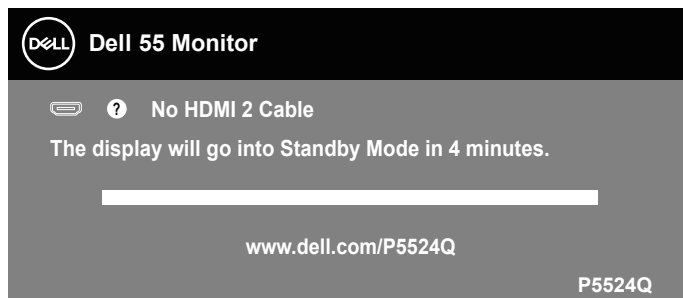 DELL Dell 55 Monitor
? No HDMI 2 Cable
The display will go into Standby Mode in 4 minutes.
www.dell.com/P5524Q
P5524Q